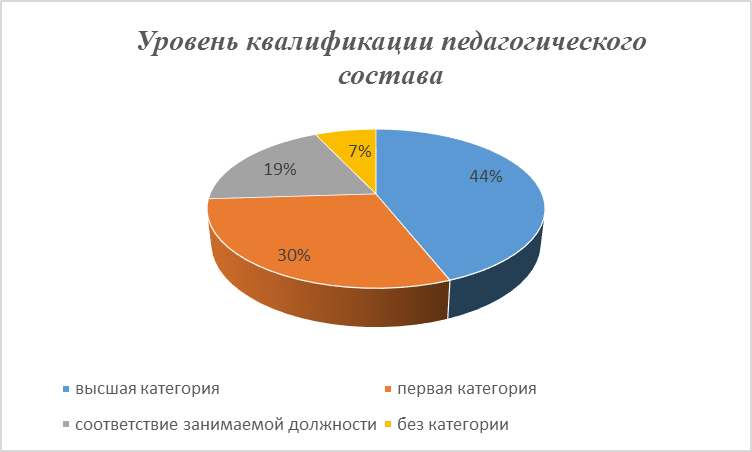 Уровень квалификации педагогического
состава
7%
19%
44%
30%
высшая категория
первая категория
соответствие занимаемой должности
без категории